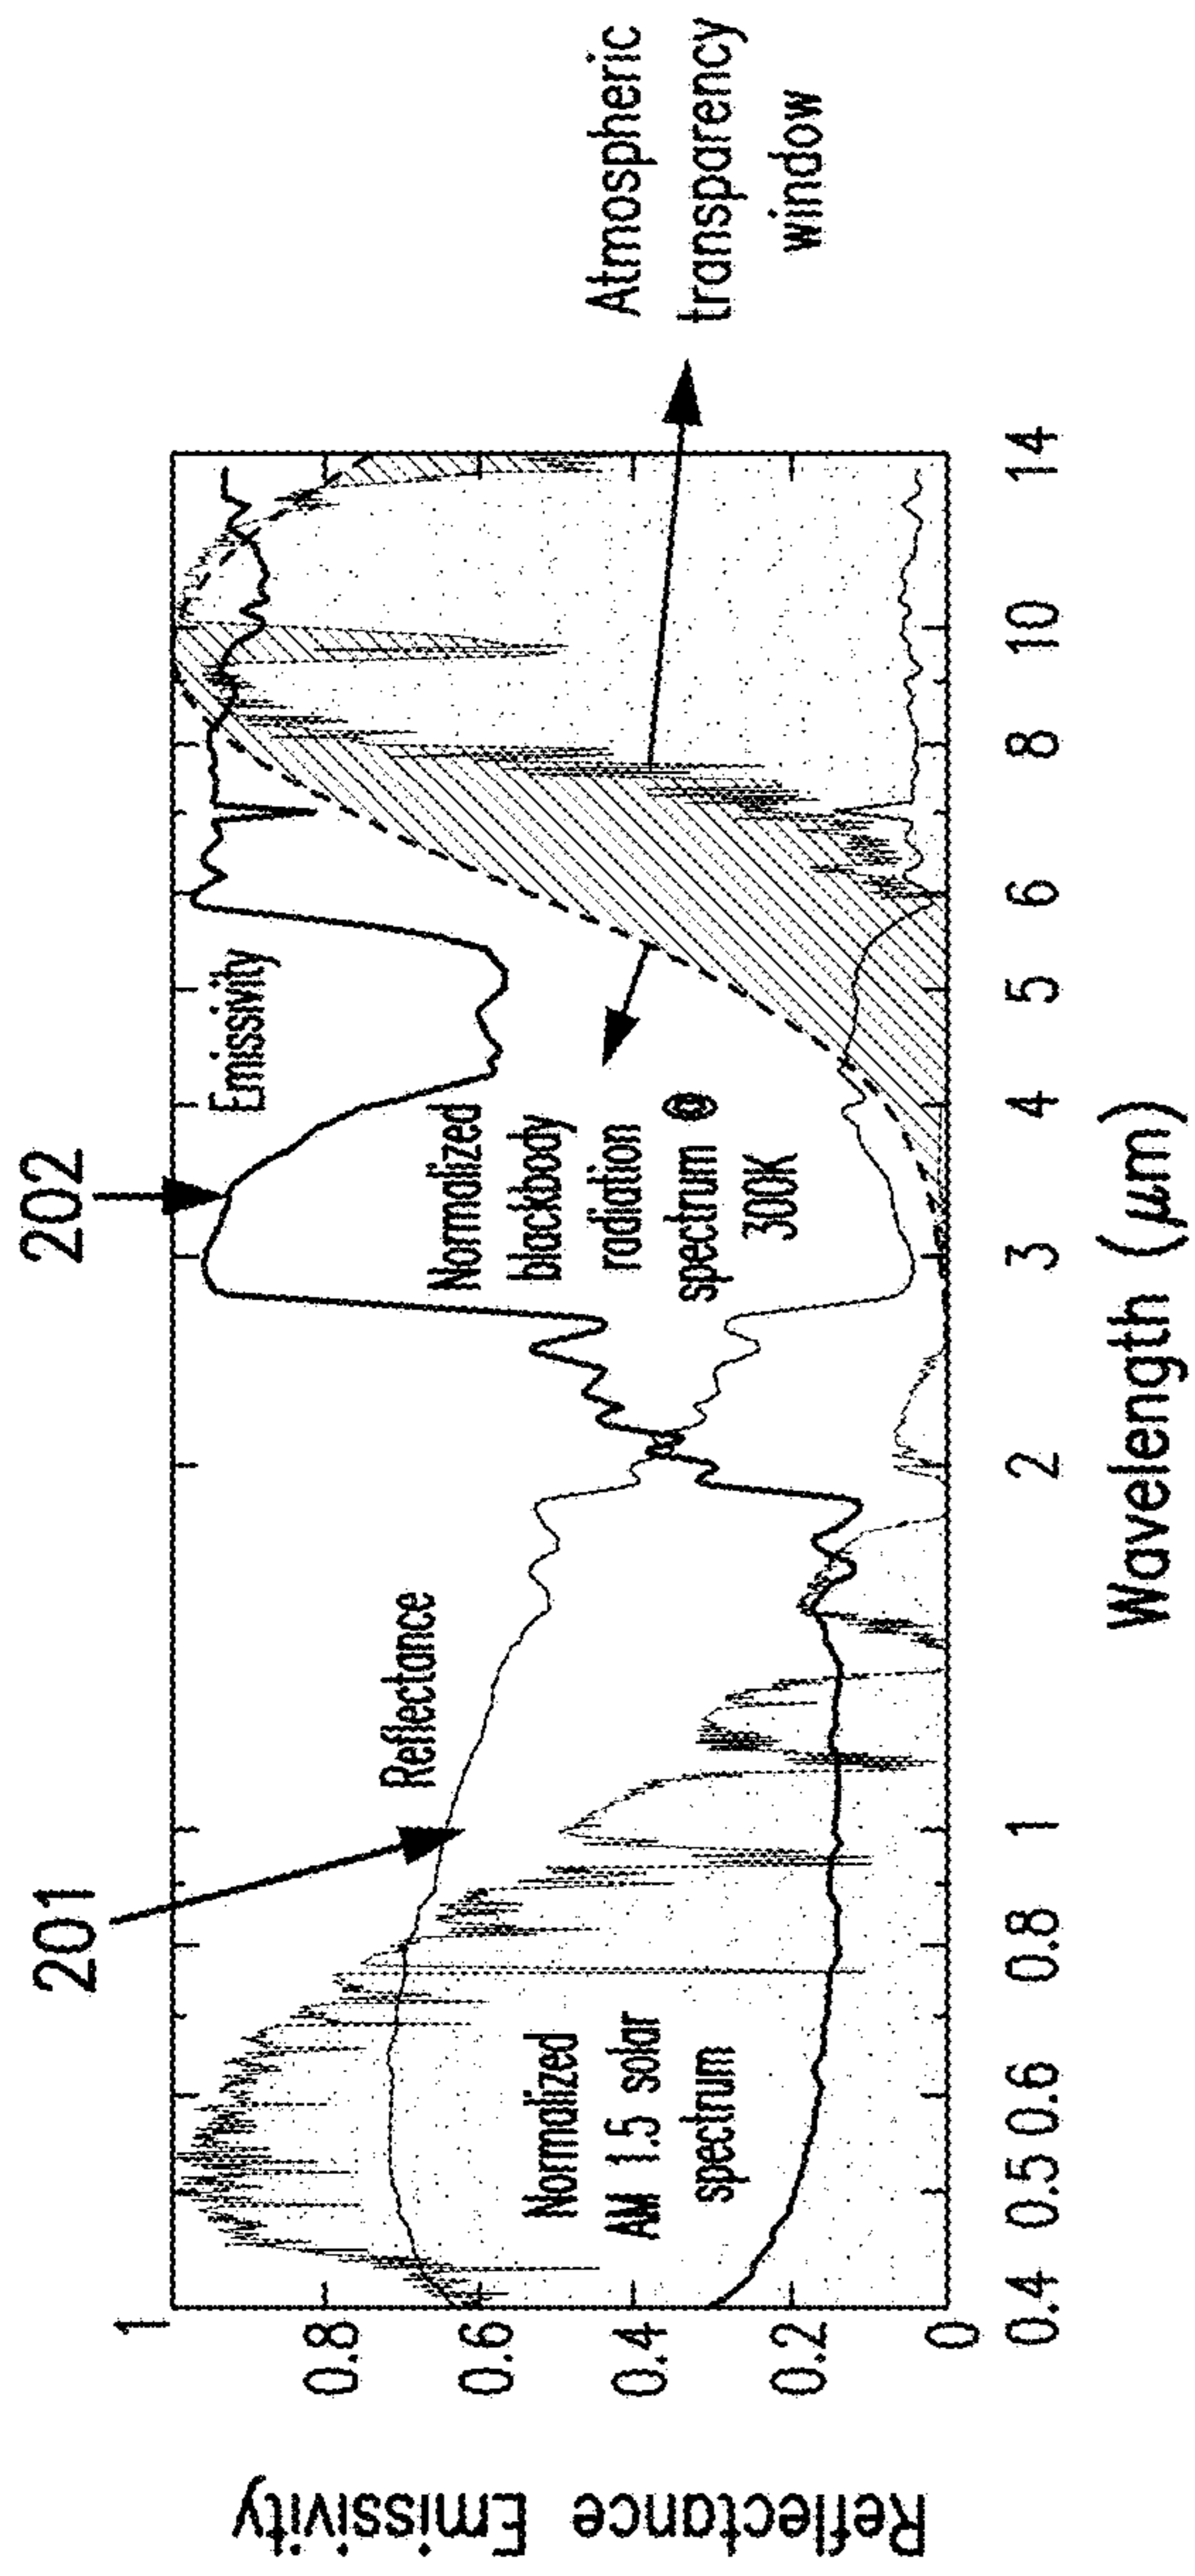 201
202
Reflectance Emissivity
1
0.8
0.6
0.4
0.2
0
Reflectance
Emissivity
Normalized
AM 1.5 solar
spectrum
Normalized
blackbody
radiation
spectrum @
300K
Atmospheric
transparency
window
0.4 0.5 0.6 0.8 1 2 3 4 5 6 8 10 14
Wavelength (μm)